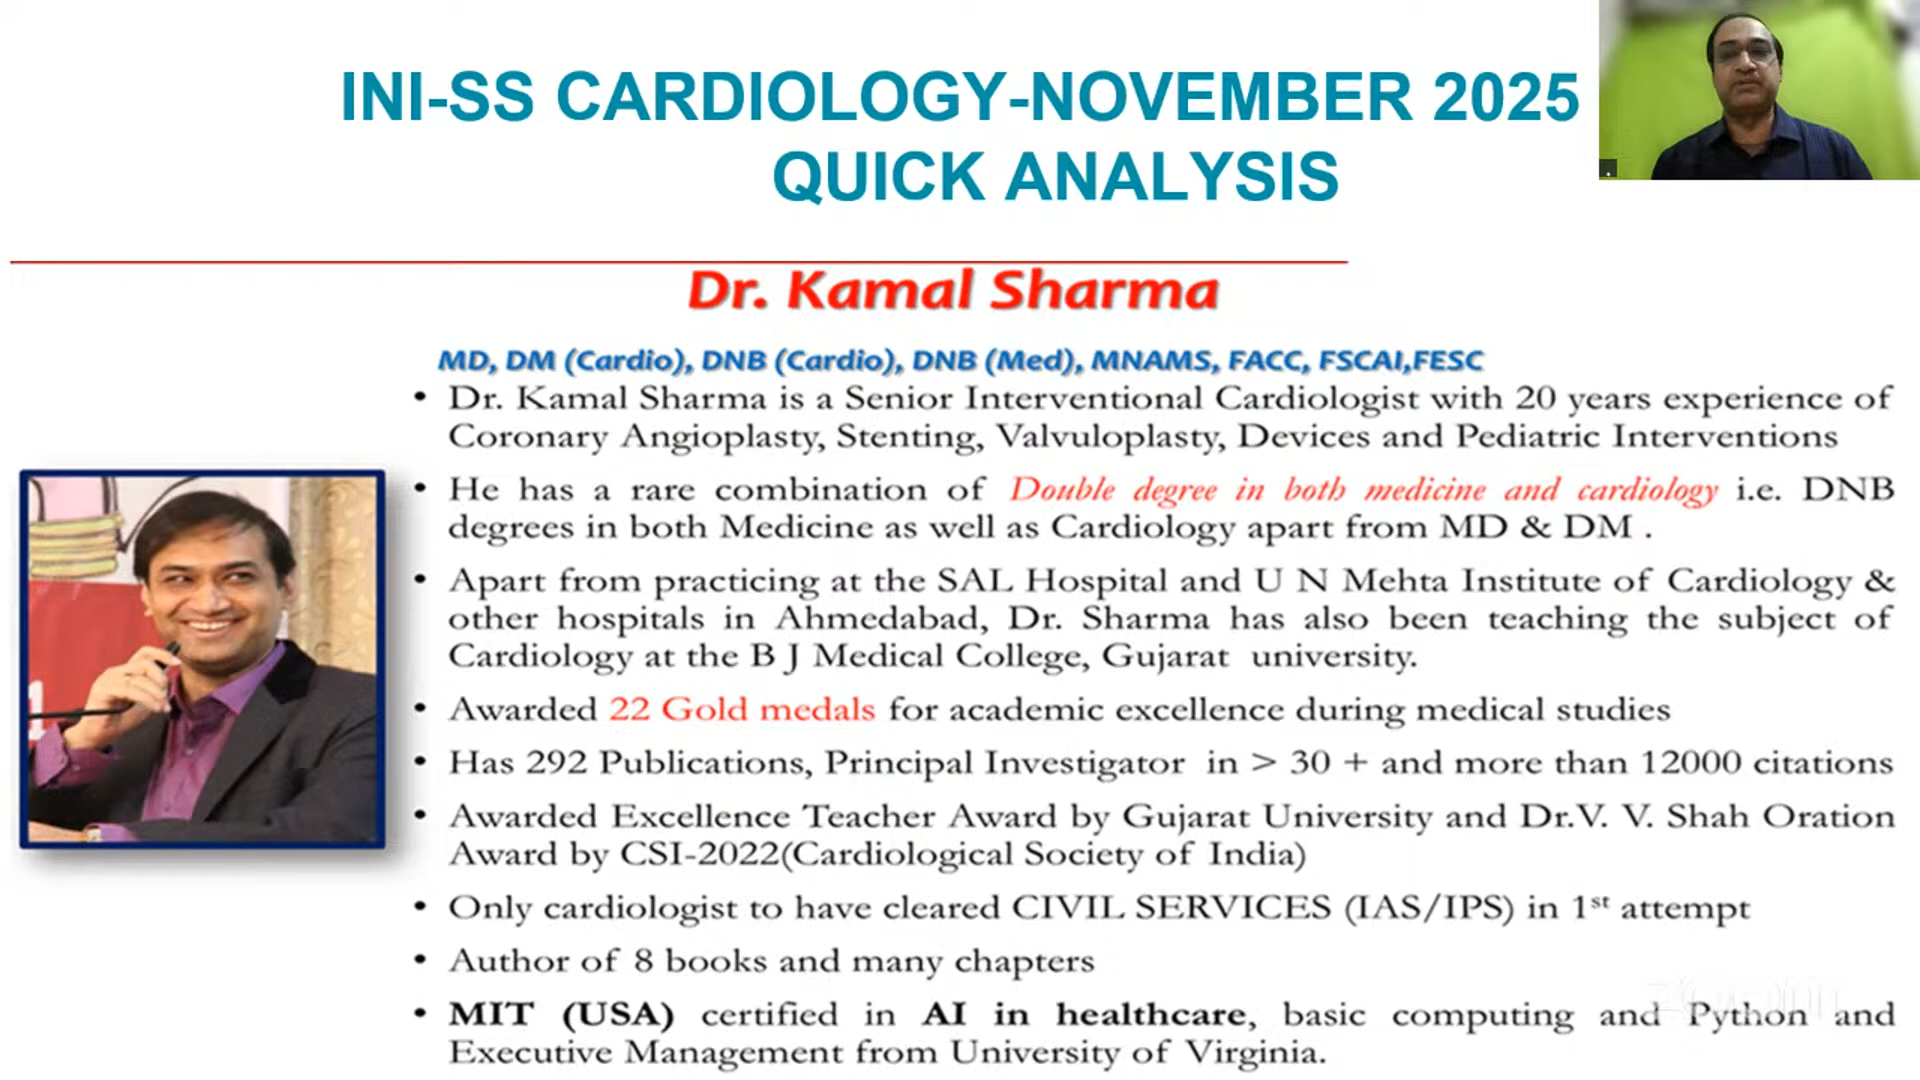 INI-SS CARDIOLOGY-NOVEMBER 2025
QUICK ANALYSIS
Dr. Kamal Sharma
MD, DM (Cardio), DNB (Cardio), DNB (Med), MNAMS, FACC, FSCAI,FESC
• Dr. Kamal Sharma is a Senior Interventional Cardiologist with 20 years experience of
Coronary Angioplasty, Stenting, Valvuloplasty, Devices and Pediatric Interventions
• He has a rare combination of Double degree in both medicine and cardiology i.e. DNB
degrees in both Medicine as well as Cardiology apart from MD & DM .
• Apart from practicing at the SAL Hospital and U N Mehta Institute of Cardiology &
other hospitals in Ahmedabad, Dr. Sharma has also been teaching the subject of
Cardiology at the B J Medical College, Gujarat university.
• Awarded 22 Gold medals for academic excellence during medical studies
• Has 292 Publications, Principal Investigator in > 30 + and more than 12000 citations
• Awarded Excellence Teacher Award by Gujarat University and Dr.V. V. Shah Oration
Award by CSI-2022(Cardiological Society of India)
• Only cardiologist to have cleared CIVIL SERVICES (IAS/IPS) in 1st attempt
• Author of 8 books and many chapters
• MIT (USA) certified in AI in healthcare, basic computing and Python and
Executive Management from University of Virginia.
zoom